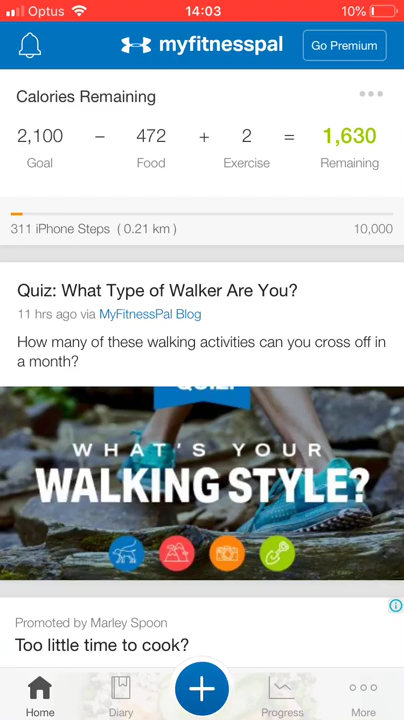 Optus 14:03 10%
myfitnesspal Go Premium
Calories Remaining
2,100 − 472 + 2 = 1,630
Goal Food Exercise Remaining
311 iPhone Steps ( 0.21 km ) 10,000
Quiz: What Type of Walker Are You?
11 hrs ago via MyFitnessPal Blog
How many of these walking activities can you cross off in
a month?
QUIZ:
WHAT'S YOUR
WALKING STYLE?
Promoted by Marley Spoon
Too little time to cook?
Home Diary + Progress More